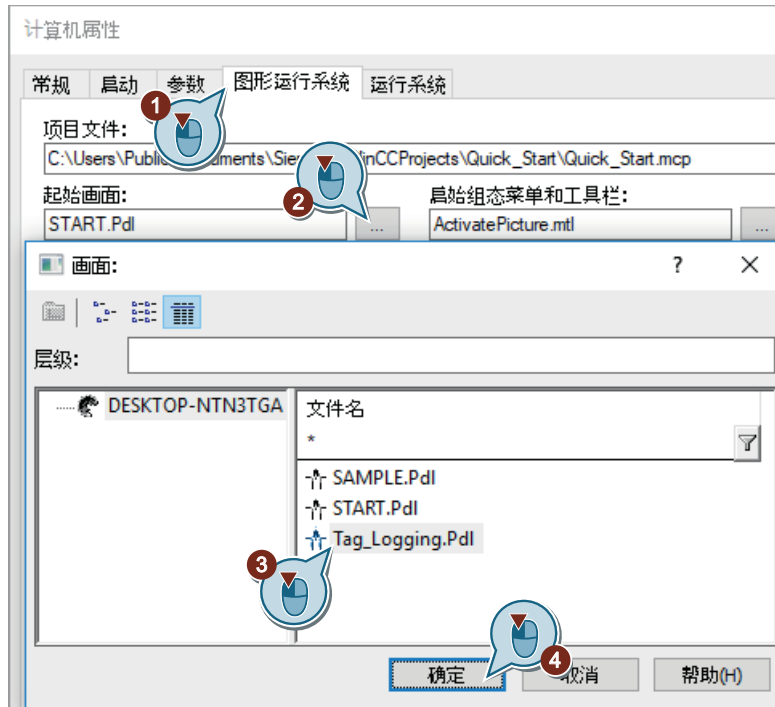 计算机属性
常规 启动 参数 图形运行系统 运行系统
1
项目文件:
C:\Users\Public\ments\Sie inCCProjects\Quick_Start\Quick_Start.mcp
2
起始画面: 启始组态菜单和工具栏:
START.Pdl ... ActivatePicture.mtl ...
画面: ?
层级:
DESKTOP-NTN3TGA 文件名
*
SAMPLE.Pdl
START.Pdl
Tag_Logging.Pdl
3
4
确定 取消 帮助(H)